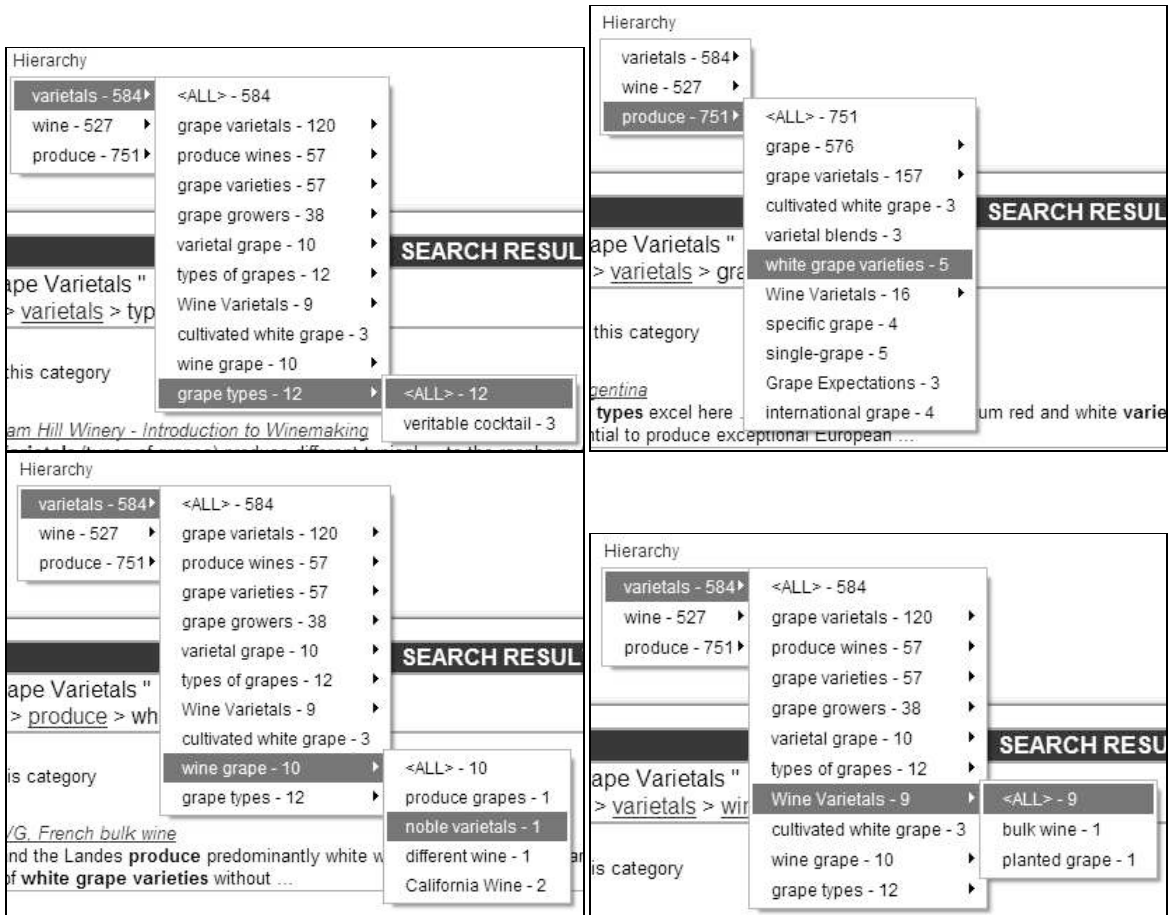 Hierarchy
varietals - 584
wine - 527
produce - 751
<ALL> - 584
grape varietals - 120
produce wines - 57
grape varieties - 57
grape growers - 38
varietal grape - 10
types of grapes - 12
Wine Varietals - 9
cultivated white grape - 3
wine grape - 10
grape types - 12
<ALL> - 12
veritable cocktail - 3
SEARCH RESUL
ape Varietals "
> varietals > typ
this category
am Hill Winery - Introduction to Winemaking
Hierarchy
varietals - 584
wine - 527
produce - 751
<ALL> - 751
grape - 576
grape varietals - 157
cultivated white grape - 3
varietal blends - 3
white grape varieties - 5
Wine Varietals - 16
specific grape - 4
single-grape - 5
Grape Expectations - 3
international grape - 4
SEARCH RESUL
ape Varietals "
> varietals > gra
this category
gentina
types excel here um red and white varie
ntial to produce exceptional European ...
Hierarchy
varietals - 584
wine - 527
produce - 751
<ALL> - 584
grape varietals - 120
produce wines - 57
grape varieties - 57
grape growers - 38
varietal grape - 10
types of grapes - 12
Wine Varietals - 9
cultivated white grape - 3
wine grape - 10
grape types - 12
<ALL> - 10
produce grapes - 1
noble varietals - 1
different wine - 1
California Wine - 2
SEARCH RESUL
ape Varietals "
> produce > wh
is category
VG, French bulk wine
nd the Landes produce predominantly white w
of white grape varieties without ...
Hierarchy
varietals - 584
wine - 527
produce - 751
<ALL> - 584
grape varietals - 120
produce wines - 57
grape varieties - 57
grape growers - 38
varietal grape - 10
types of grapes - 12
Wine Varietals - 9
cultivated white grape - 3
wine grape - 10
grape types - 12
<ALL> - 9
bulk wine - 1
planted grape - 1
SEARCH RESU
ape Varietals "
> varietals > wir
is category